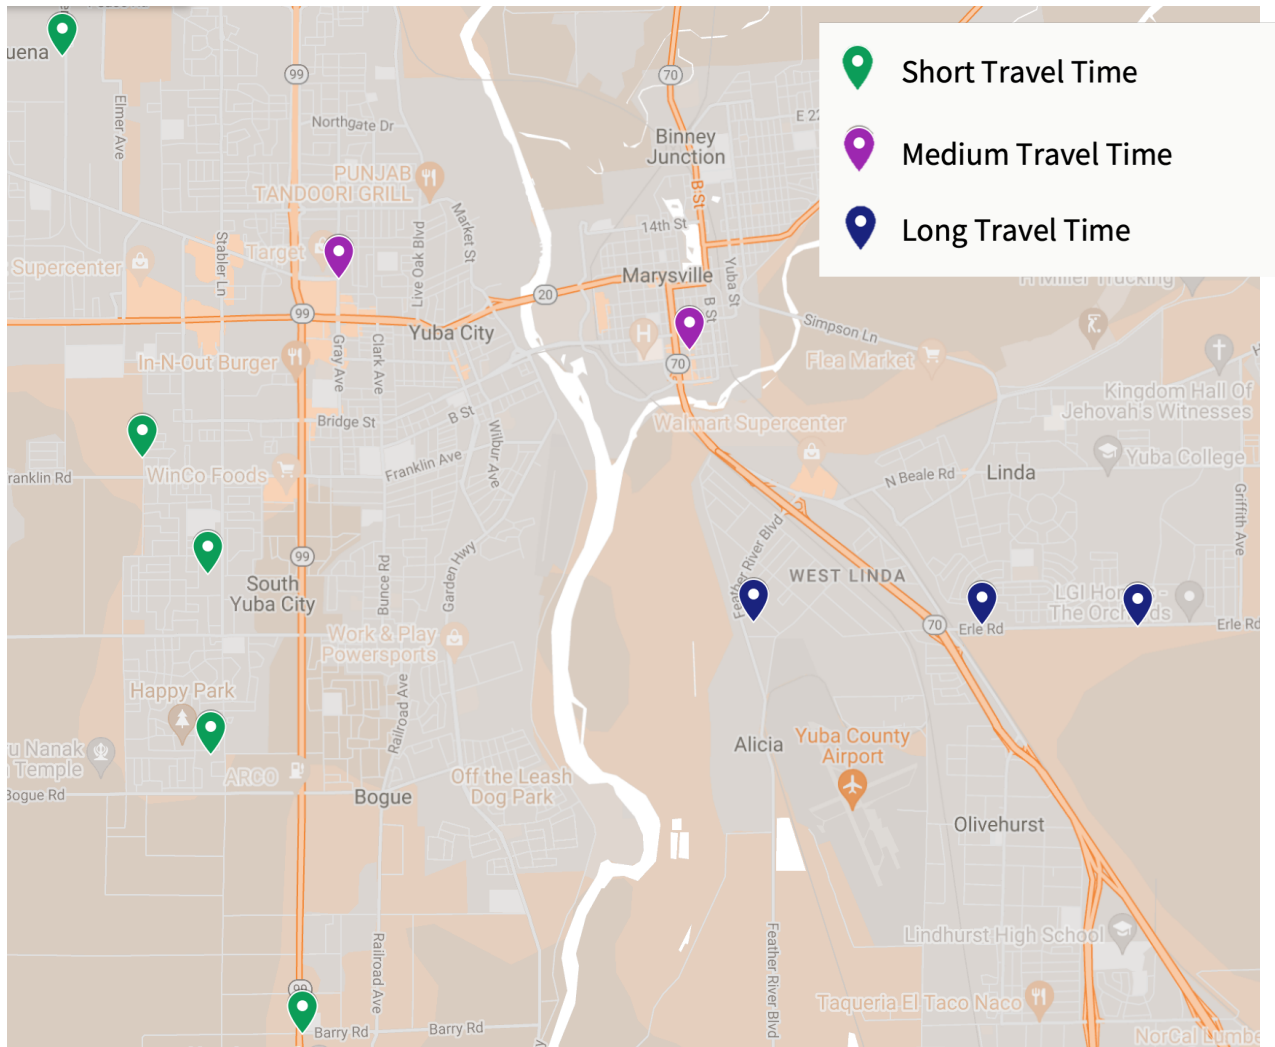 Short Travel Time
Medium Travel Time
Long Travel Time
uena
Elmer Ave
99
Northgate Dr
PUNJAB
TANDOORI GRILL
70
Binney
Junction
E 22
B St
14th St
Market St
Live Oak Blvd
Stabler Ln
Target
Supercenter
Marysville
Yuba St
B St
20
99
Yuba City
Simpson Ln
Flea Market
H
70
In-N-Out Burger
Gray Ave
Clark Ave
Kingdom Hall Of
Jehovah's Witnesses
Bridge St
B St
Wilbur Ave
Walmart Supercenter
Franklin Ave
ranklin Rd
WinCo Foods
N Beale Rd
Linda
Yuba College
Griffith Ave
Feather River Blvd
99
South
Yuba City
Bunce Rd
Garden Hwy
WEST LINDA
LGI
The Orchards
70
Erle Rd
Erle Rd
Work & Play
Powersports
Happy Park
Railroad Ave
u Nanak
Temple
Bogue Rd
ARCO
Bogue
Off the Leash
Dog Park
Alicia
Yuba County
Airport
Olivehurst
Feather River Blvd
Railroad Ave
Lindhurst High School
99
Barry Rd
Barry Rd
Taqueria El Taco Naco
NorCal Lumbe